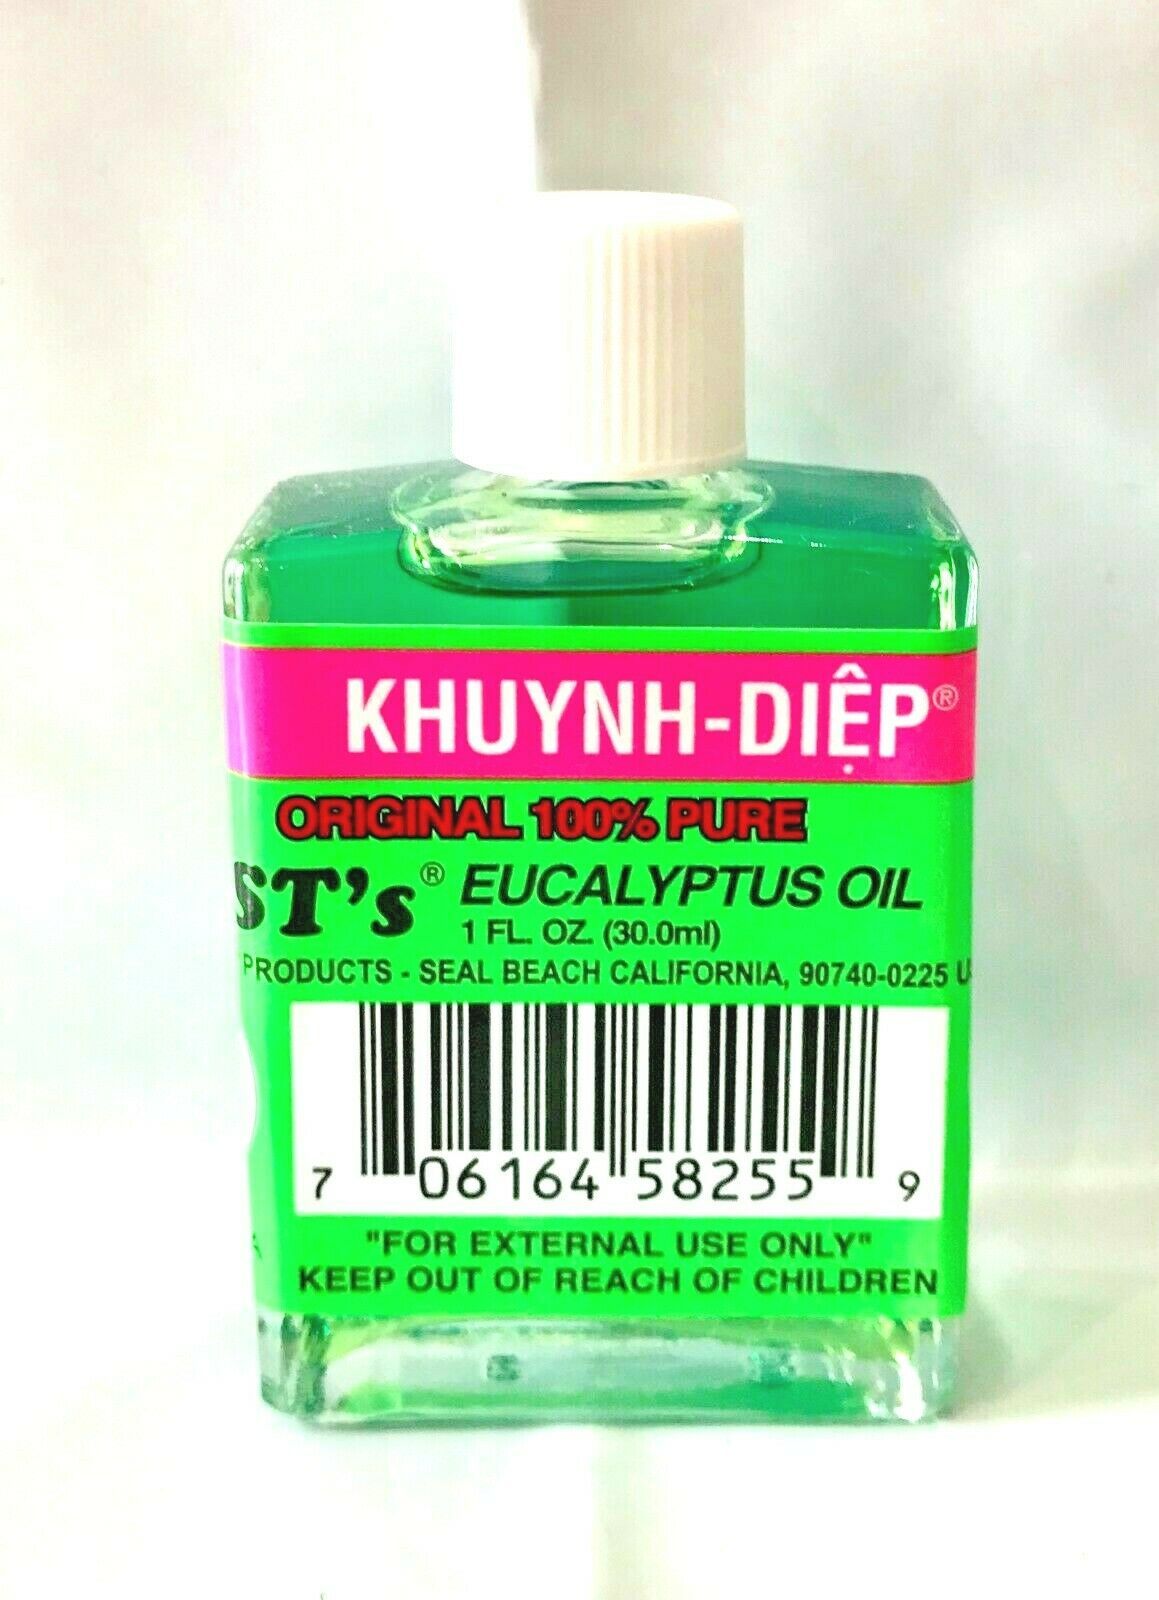 KHUYNH-DIỆP®
ORIGINAL 100% PURE
ST's® EUCALYPTUS OIL
1 FL. OZ. (30.0ml)
PRODUCTS - SEAL BEACH CALIFORNIA, 90740-0225
7 06164 58255 9
"FOR EXTERNAL USE ONLY"
KEEP OUT OF REACH OF CHILDREN